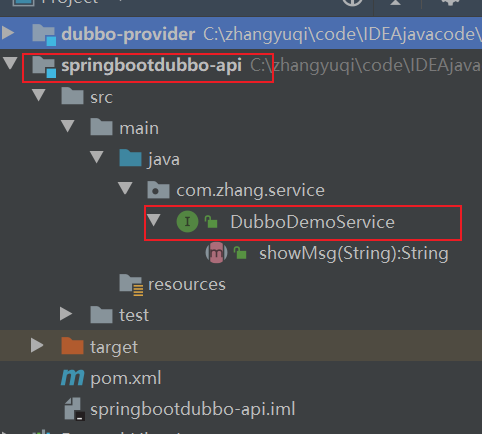 dubbo-provider C:\zhangyuqi\code\IDEAjavacode\
springbootdubbo-api C:\zhangyuqi\code\IDEAjava
src
main
java
com.zhang.service
DubboDemoService
showMsg(String):String
resources
test
target
pom.xml
springbootdubbo-api.iml